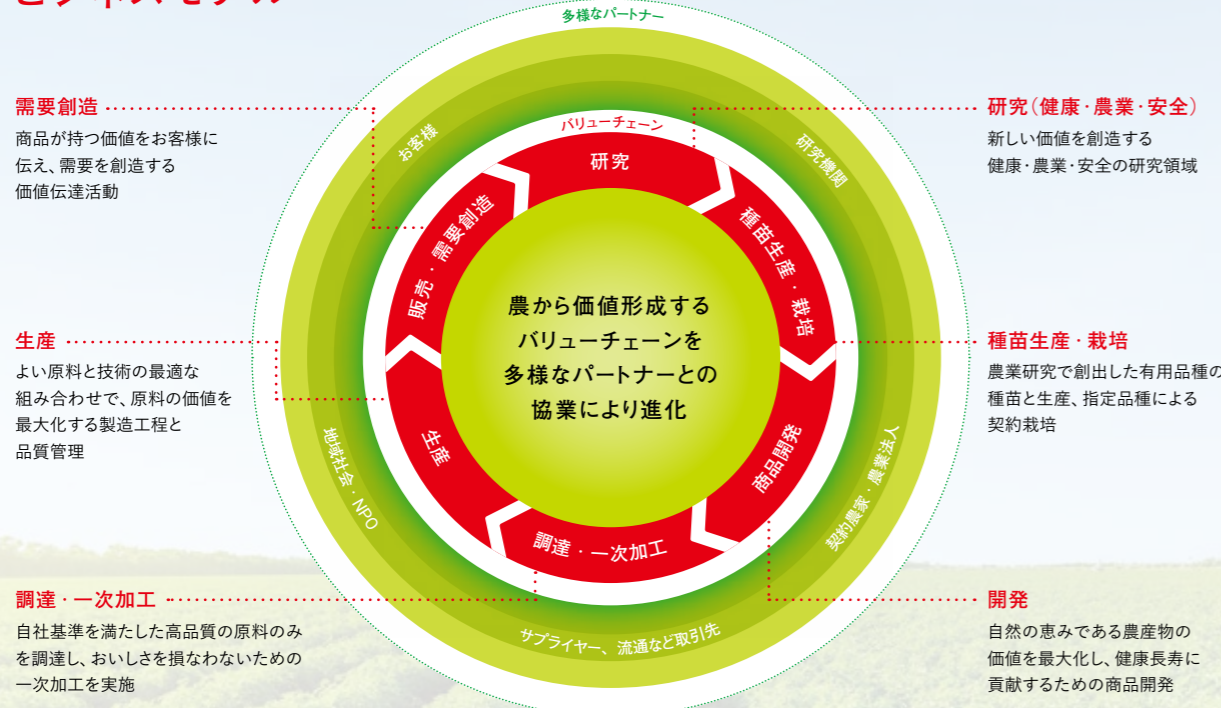 多様なパートナー
需要創造
商品が持つ価値をお客様に
伝え、需要を創造する
価値伝達活動
生産
よい原料と技術の最適な
組み合わせで、原料の価値を
最大化する製造工程と
品質管理
調達・一次加工
自社基準を満たした高品質の原料のみ
を調達し、おいしさを損なわないための
一次加工を実施
お客様
研究機関
契約農家・農業法人
サプライヤー、流通など取引先
地域社会・NPO
バリューチェーン
研究
種苗生産・栽培
商品開発
調達・一次加工
生産
販売・需要創造
農から価値形成する
バリューチェーンを
多様なパートナーとの
協業により進化
研究(健康・農業・安全)
新しい価値を創造する
健康・農業・安全の研究領域
種苗生産・栽培
農業研究で創出した有用品種の
種苗と生産、指定品種による
契約栽培
開発
自然の恵みである農産物の
価値を最大化し、健康長寿に
貢献するための商品開発